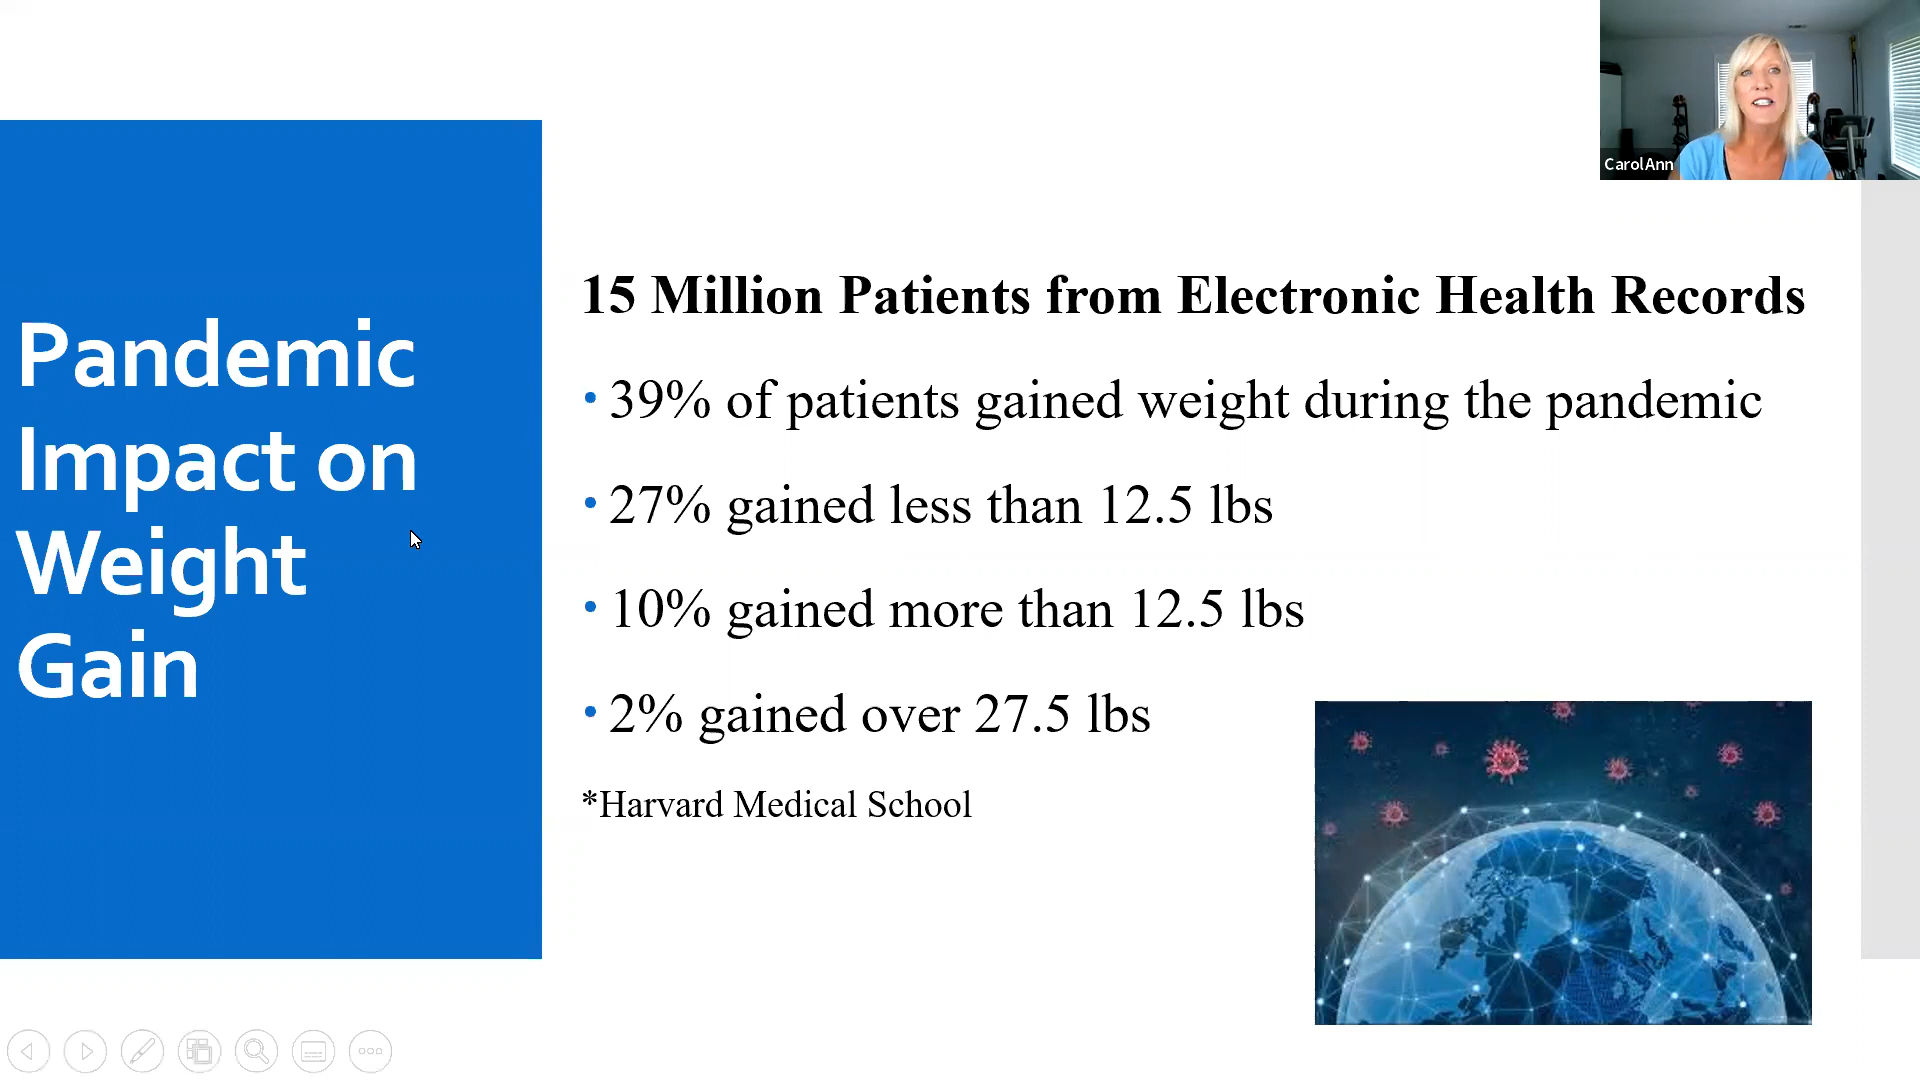 CarolAnn
Pandemic
Impact on
Weight
Gain
15 Million Patients from Electronic Health Records
• 39% of patients gained weight during the pandemic
• 27% gained less than 12.5 lbs
• 10% gained more than 12.5 lbs
• 2% gained over 27.5 lbs
*Harvard Medical School